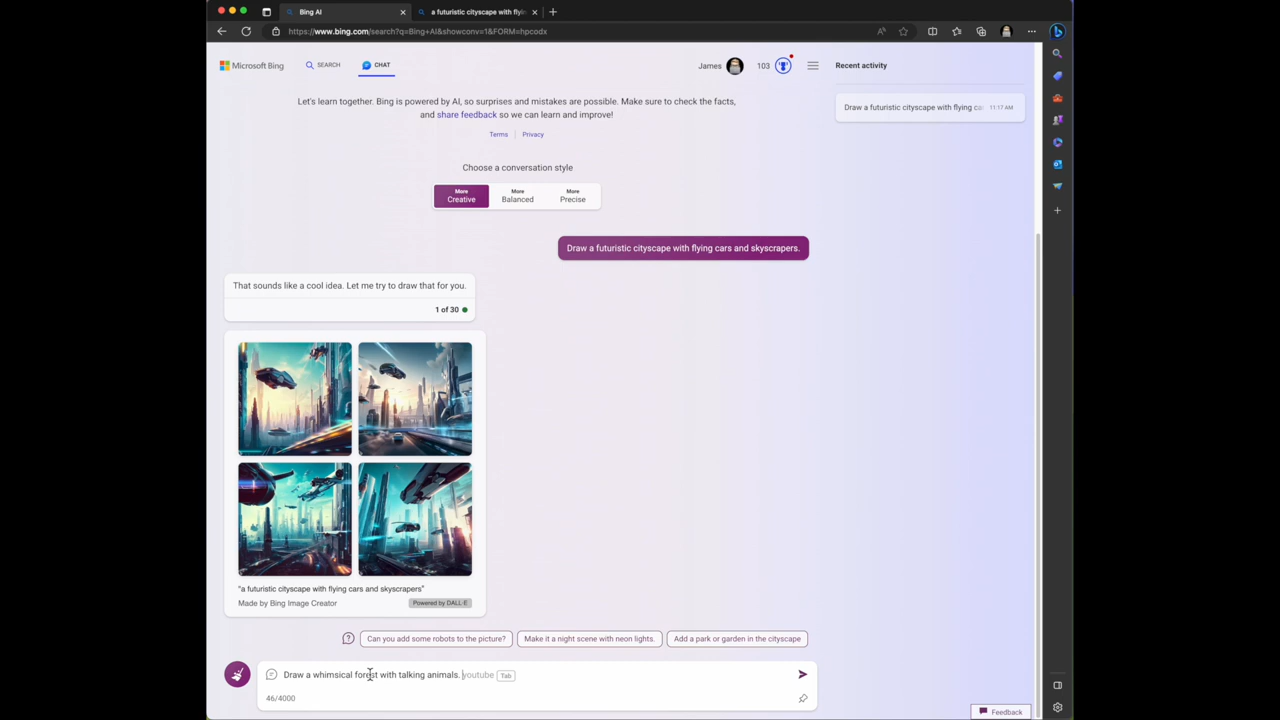 Bing AI
a futuristic cityscape with flyin
https://www.bing.com/search?q=Bing+AI&showconv=1&FORM=hpcodx
Microsoft Bing
SEARCH
CHAT
James
103
Recent activity
Draw a futuristic cityscape with flying ca
11:17 AM
Let's learn together. Bing is powered by AI, so surprises and mistakes are possible. Make sure to check the facts,
and share feedback so we can learn and improve!
Terms
Privacy
Choose a conversation style
More Creative
More Balanced
More Precise
Draw a futuristic cityscape with flying cars and skyscrapers.
That sounds like a cool idea. Let me try to draw that for you.
1 of 30
"a futuristic cityscape with flying cars and skyscrapers"
Made by Bing Image Creator
Powered by DALL·E
Can you add some robots to the picture?
Make it a night scene with neon lights.
Add a park or garden in the cityscape
Draw a whimsical forest with talking animals. youtube Tab
46/4000
Feedback